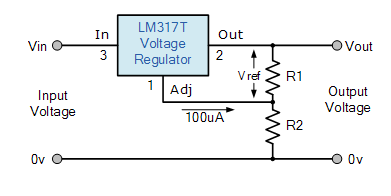 LM317T
Voltage
Regulator
In
Out
Vin
3
2
Vout
1
Adj
Vref
R1
Input
Voltage
100uA
R2
Output
Voltage
0v
0v